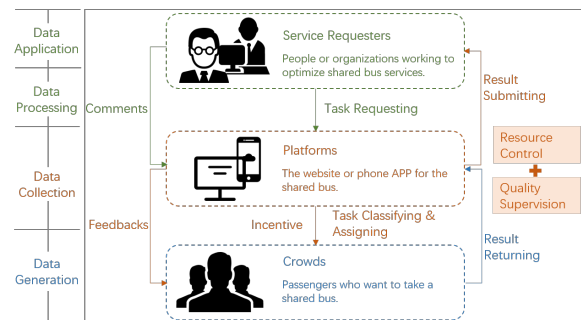 Data
Application
Data
Processing
Data
Collection
Data
Generation
Service Requesters
People or organizations working to
optimize shared bus services.
Comments
Task Requesting
Result
Submitting
Platforms
The website or phone APP for the
shared bus.
Resource
Control
Quality
Supervision
Feedbacks
Incentive
Task Classifying &
Assigning
Result
Returning
Crowds
Passengers who want to take a
shared bus.